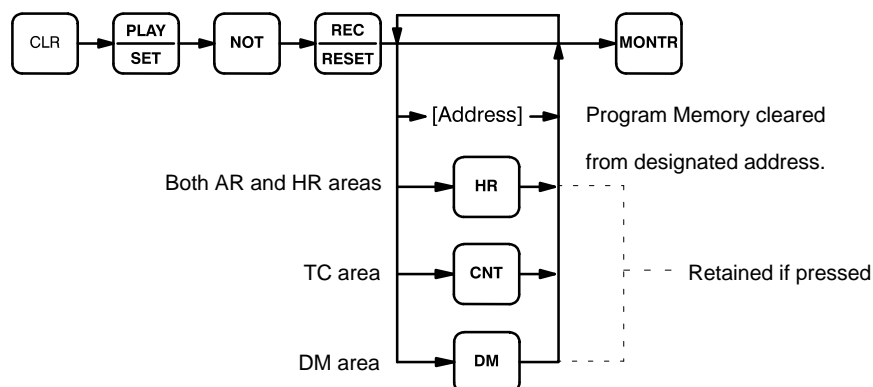 CLR
PLAY
SET
NOT
REC
RESET
MONTR
[Address]
Program Memory cleared
from designated address.
Both AR and HR areas
HR
TC area
CNT
Retained if pressed
DM area
DM